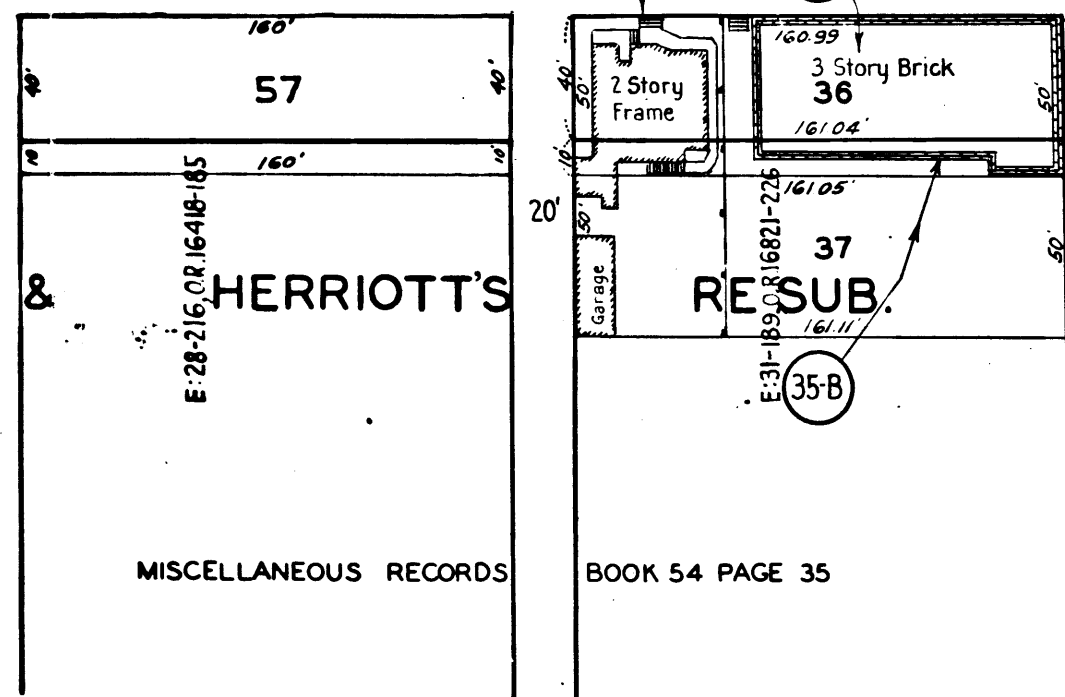 160'
40'
57
40'
10'
160'
10'
E:28-216, O.R.16418-185
& HERRIOTT'S RE SUB.
20'
160.99
3 Story Brick
36
2 Story
Frame
40'
50'
50'
161.04'
10'
161.05'
50'
37
50'
Garage
E:31-189, O.R.16821-226
161.11'
35-B
MISCELLANEOUS RECORDS BOOK 54 PAGE 35